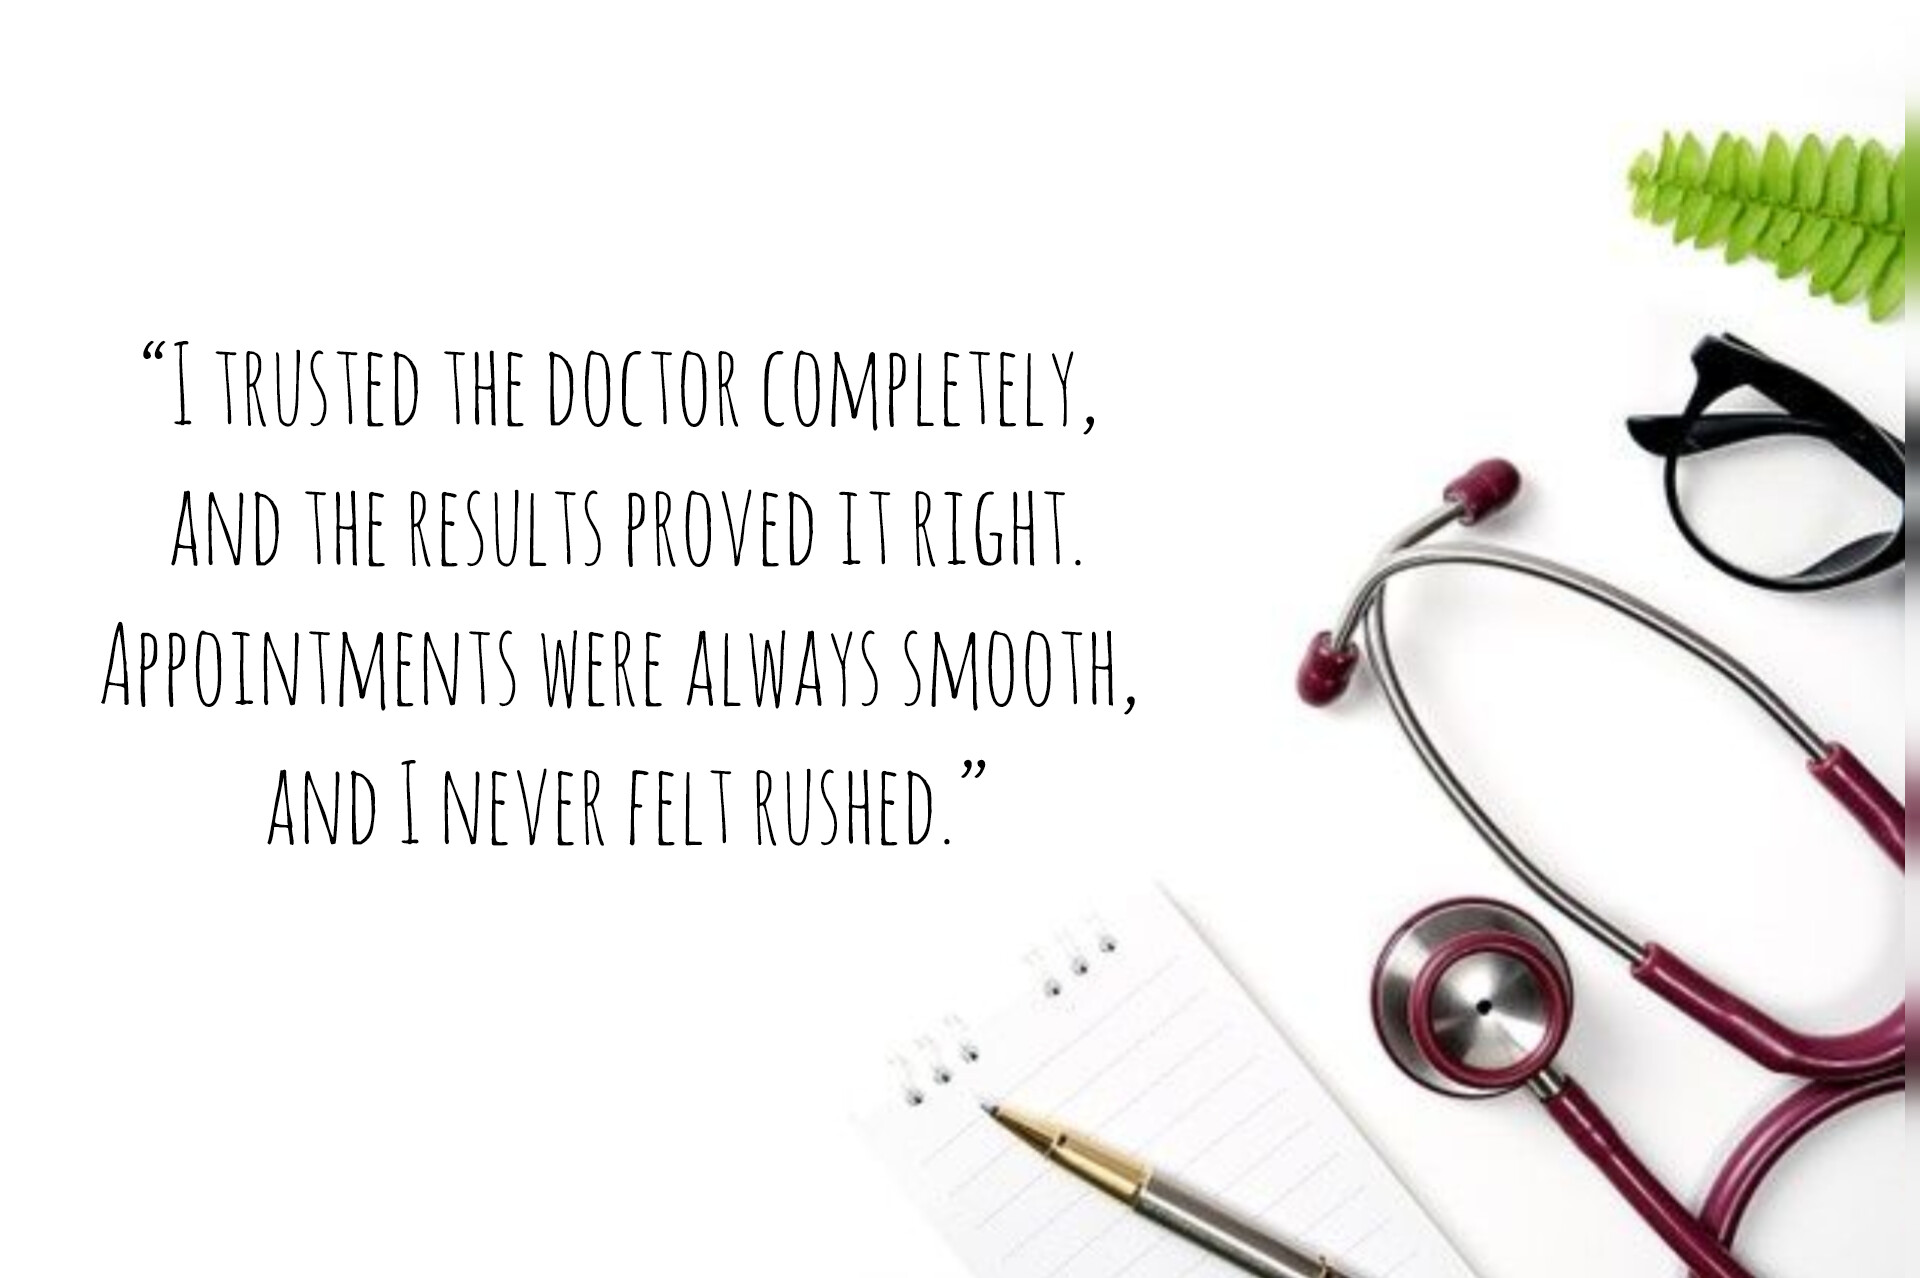 “I trusted the doctor completely,
and the results proved it right.
Appointments were always smooth,
and I never felt rushed.”